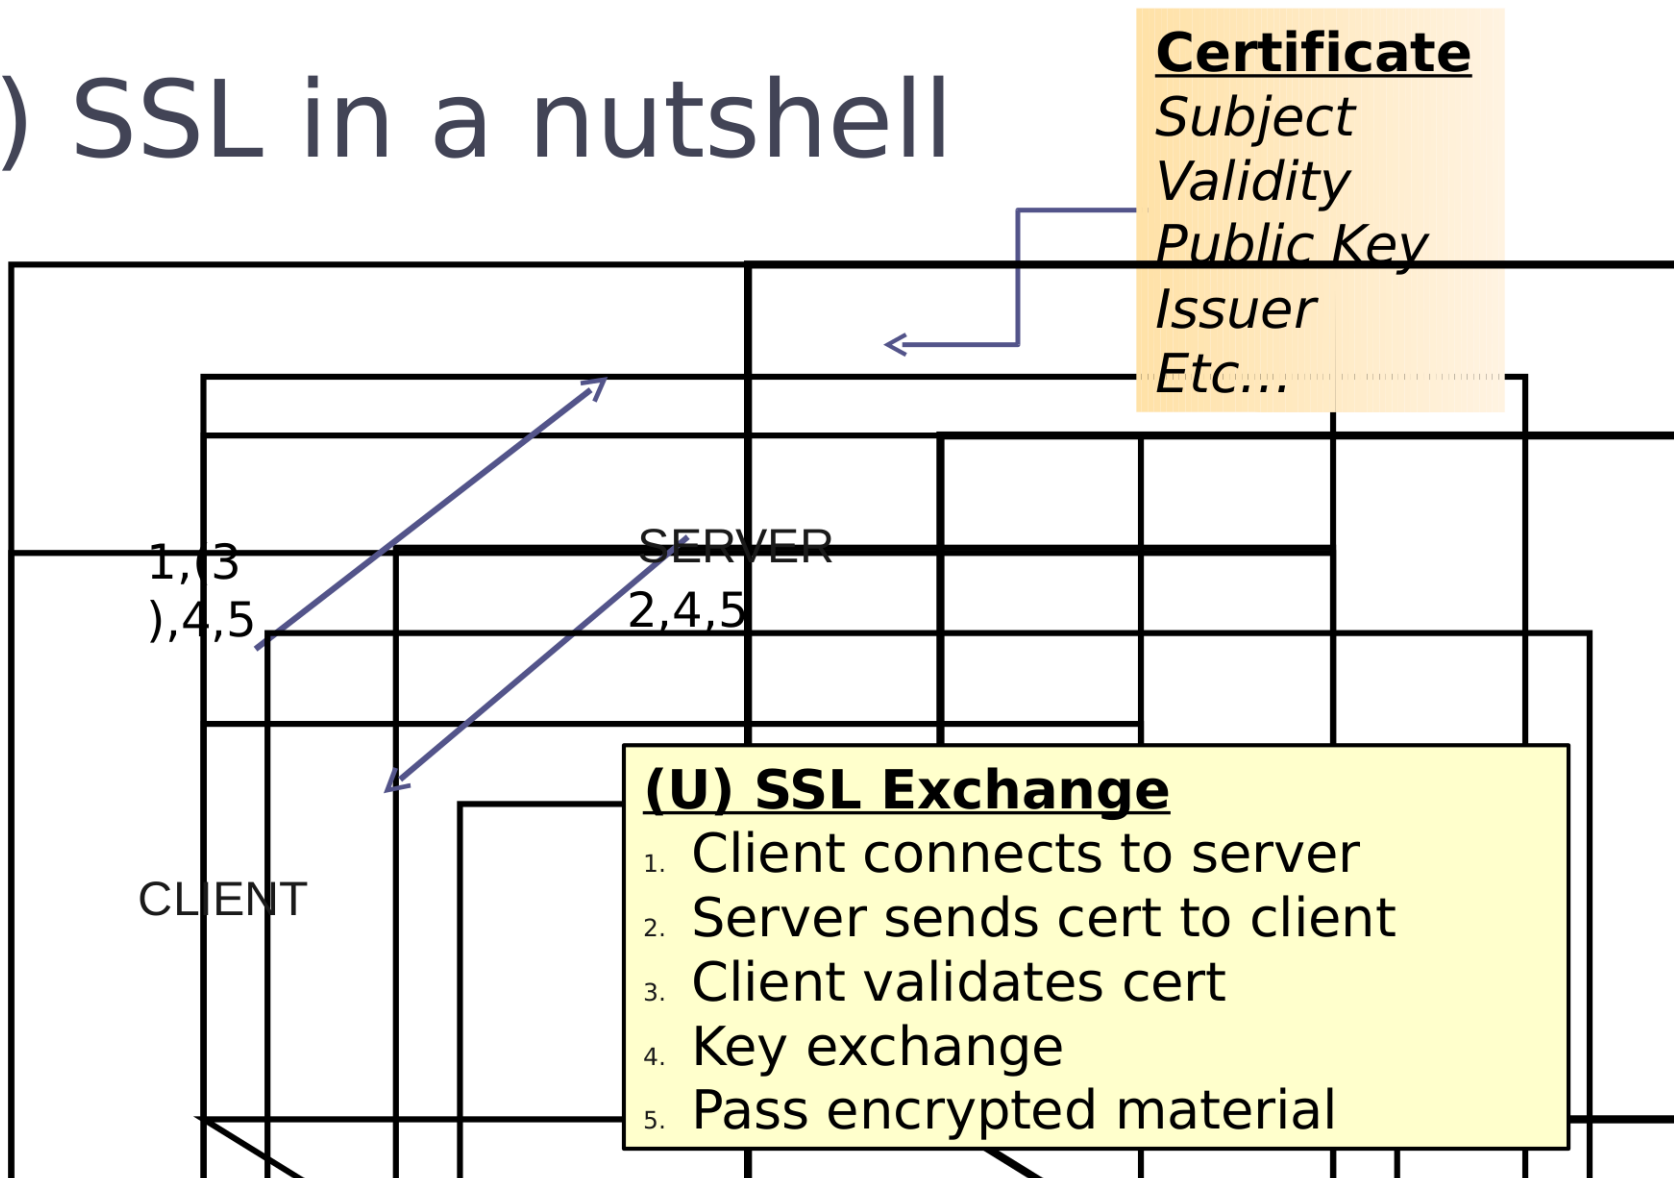 ) SSL in a nutshell
Certificate
Subject
Validity
Public Key
Issuer
Etc...
SERVER
1,(3
),4,5
2,4,5
CLIENT
(U) SSL Exchange
1. Client connects to server
2. Server sends cert to client
3. Client validates cert
4. Key exchange
5. Pass encrypted material